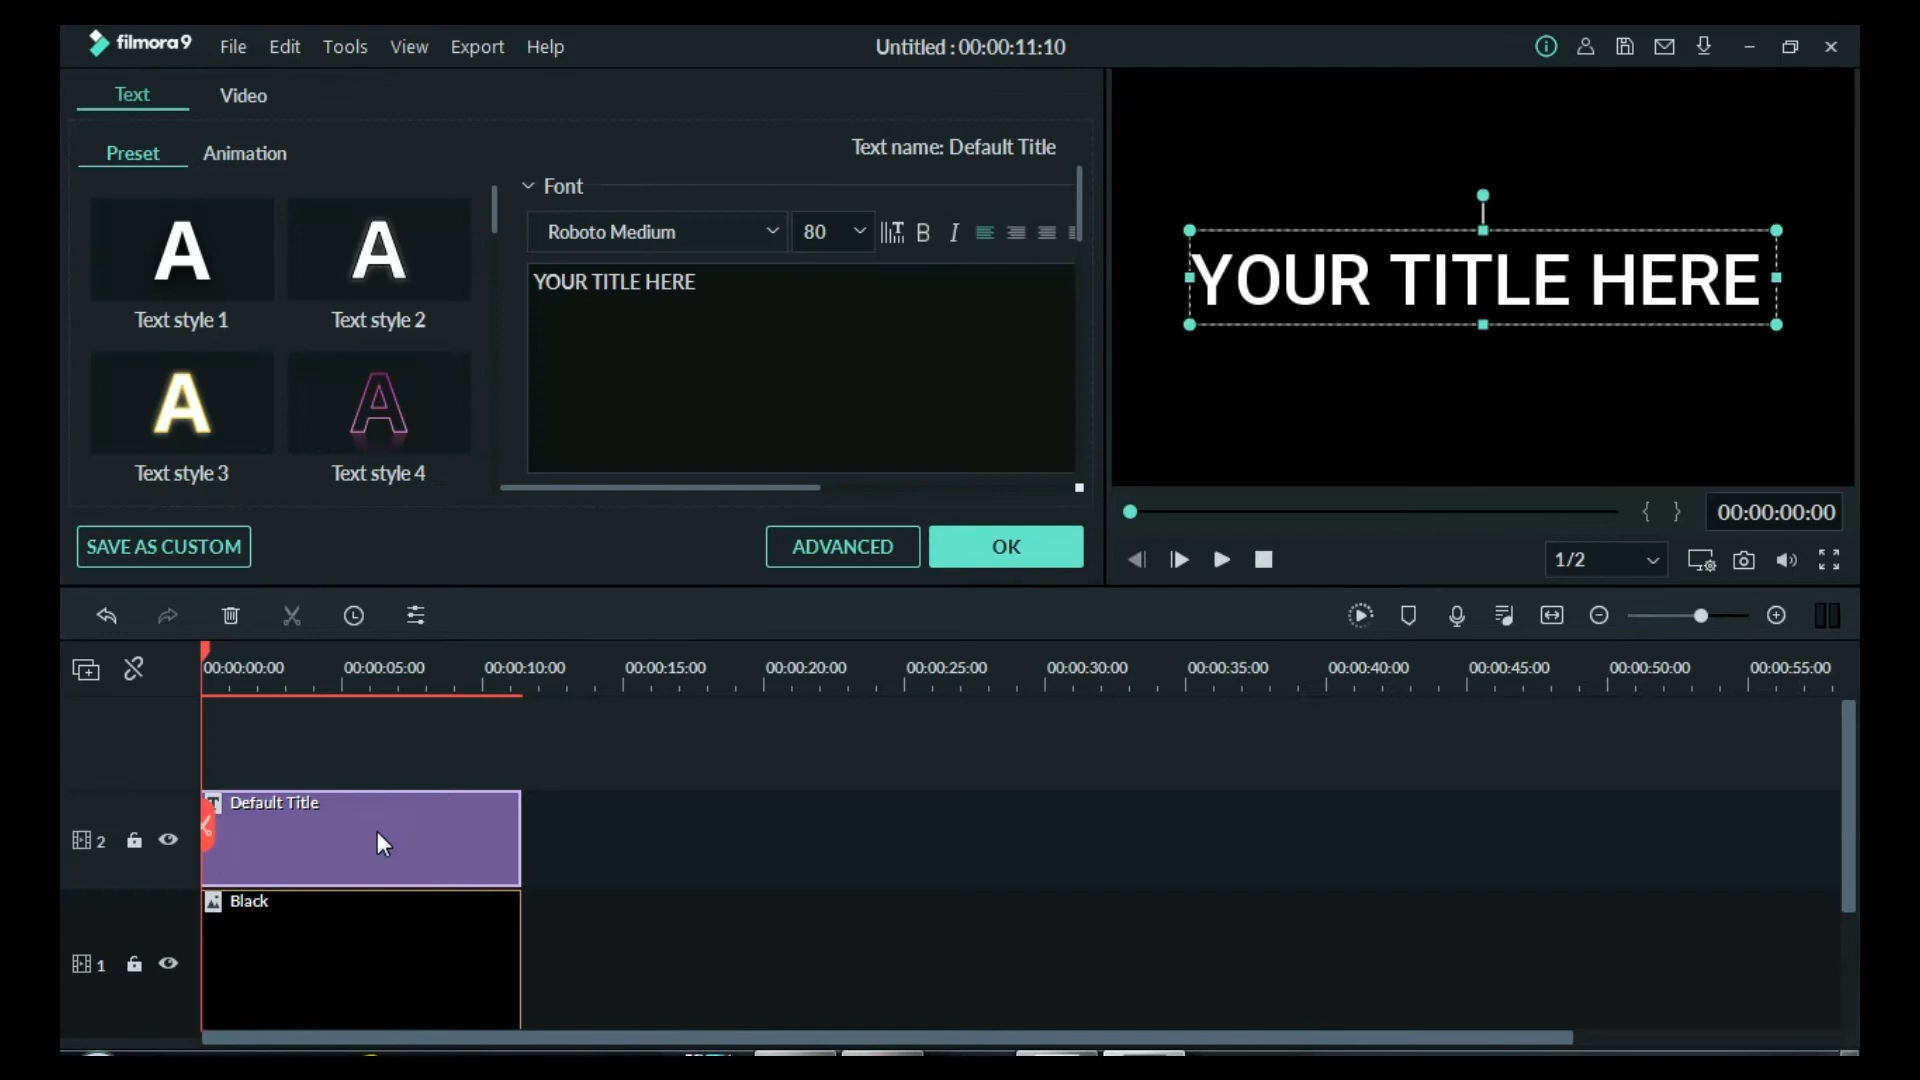 filmora9 File Edit Tools View Export Help Untitled : 00:00:11:10
Text Video
Preset Animation Text name: Default Title
Font
Roboto Medium 80 B I
YOUR TITLE HERE
A A
Text style 1 Text style 2
A A
Text style 3 Text style 4
SAVE AS CUSTOM ADVANCED OK
YOUR TITLE HERE
{ } 00:00:00:00
1/2
00:00:00:00 00:00:05:00 00:00:10:00 00:00:15:00 00:00:20:00 00:00:25:00 00:00:30:00 00:00:35:00 00:00:40:00 00:00:45:00 00:00:50:00 00:00:55:00
Default Title
2
Black
1